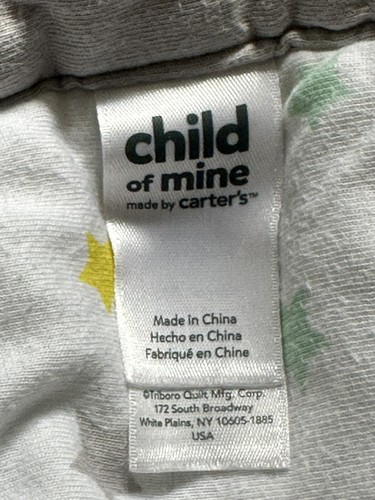 child
of mine
made by carter's™
Made in China
Hecho en China
Fabriqué en Chine
©Triboro Quilt Mfg. Corp.
172 South Broadway
White Plains, NY 10605-1885
USA